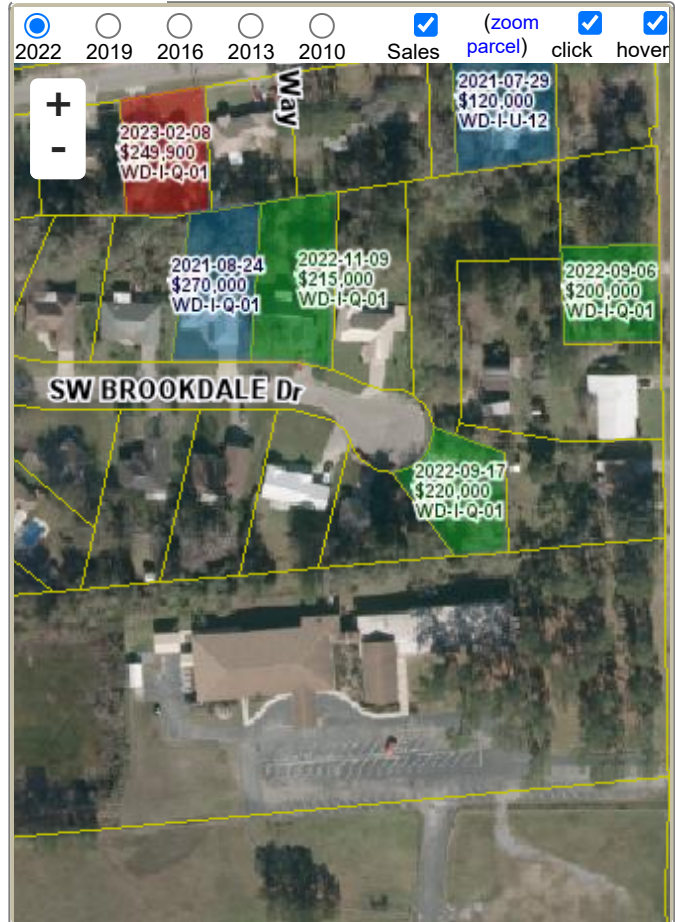 2022 2019 2016 2013 2010 Sales (zoom parcel) click hover
+
-
Way
2021-07-29
$120,000
WD-I-U-12
2023-02-08
$249,900
WD-I-Q-01
2021-08-24
$270,000
WD-I-Q-01
2022-11-09
$215,000
WD-I-Q-01
2022-09-06
$200,000
WD-I-Q-01
SW BROOKDALE Dr
2022-09-17
$220,000
WD-I-Q-01